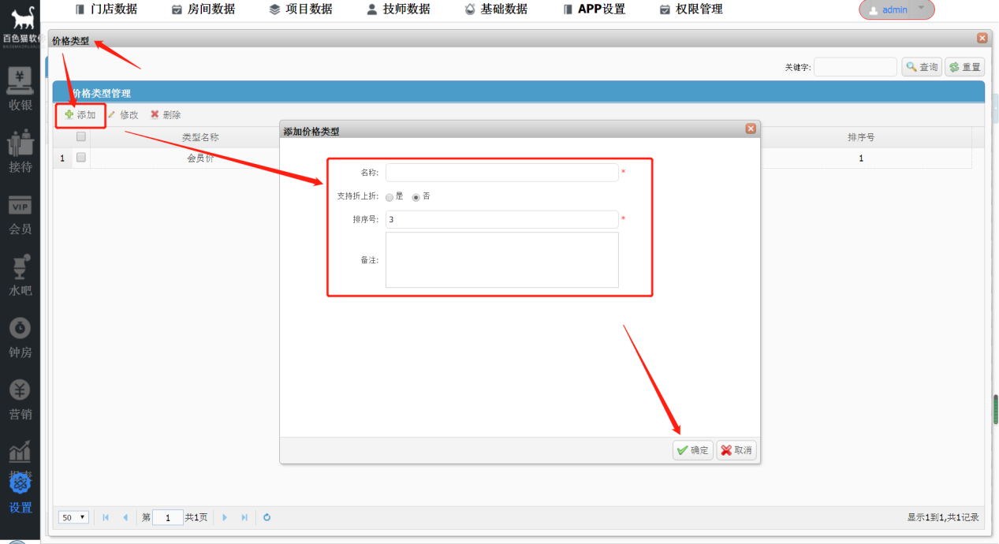 门店数据 房间数据 项目数据 技师数据 基础数据 APP设置 权限管理 admin
百色猫软
价格类型
关键字: 查询 重置
价格类型管理
添加 修改 删除
类型名称 排序号
1 会员价 1
添加价格类型
名称: *
支持折上折: 是 否
排序号: 3 *
备注:
确定 取消
收银
接待
VIP
会员
水吧
钟房
营销
设置
50 第 1 共1页 显示1到1,共1记录